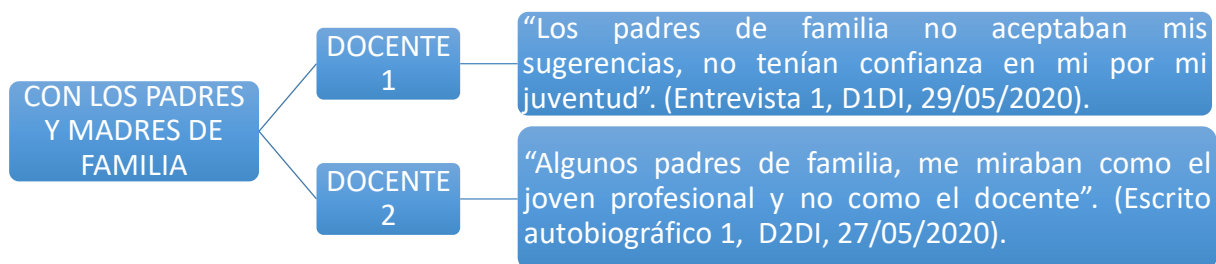 CON LOS PADRES
Y MADRES DE
FAMILIA
DOCENTE
1
“Los padres de familia no aceptaban mis
sugerencias, no tenían confianza en mi por mi
juventud”. (Entrevista 1, D1DI, 29/05/2020).
DOCENTE
2
“Algunos padres de familia, me miraban como el
joven profesional y no como el docente”. (Escrito
autobiográfico 1, D2DI, 27/05/2020).